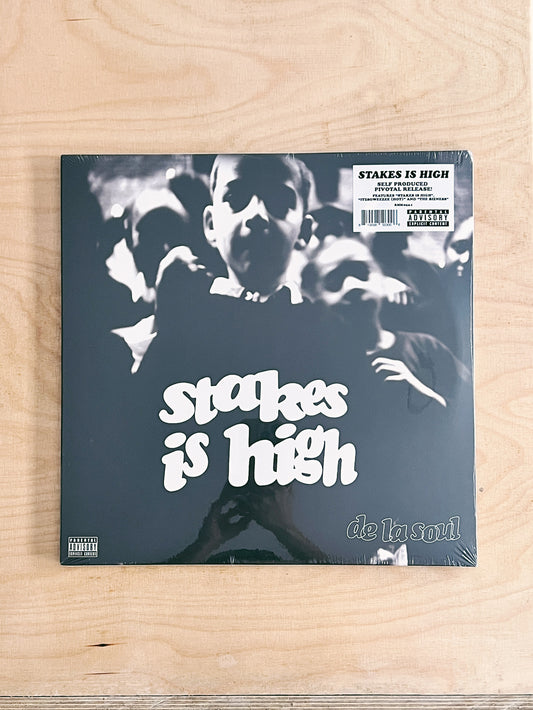 STAKES IS HIGH
SELF PRODUCED
PIVOTAL RELEASE!
FEATURES "STAKES IS HIGH",
"ITZSOWEEZEE (HOT)" AND "THE BIZNESS"
PARENTAL
ADVISORY
EXPLICIT CONTENT
stakes
is high
de la soul
PARENTAL
ADVISORY
EXPLICIT CONTENT